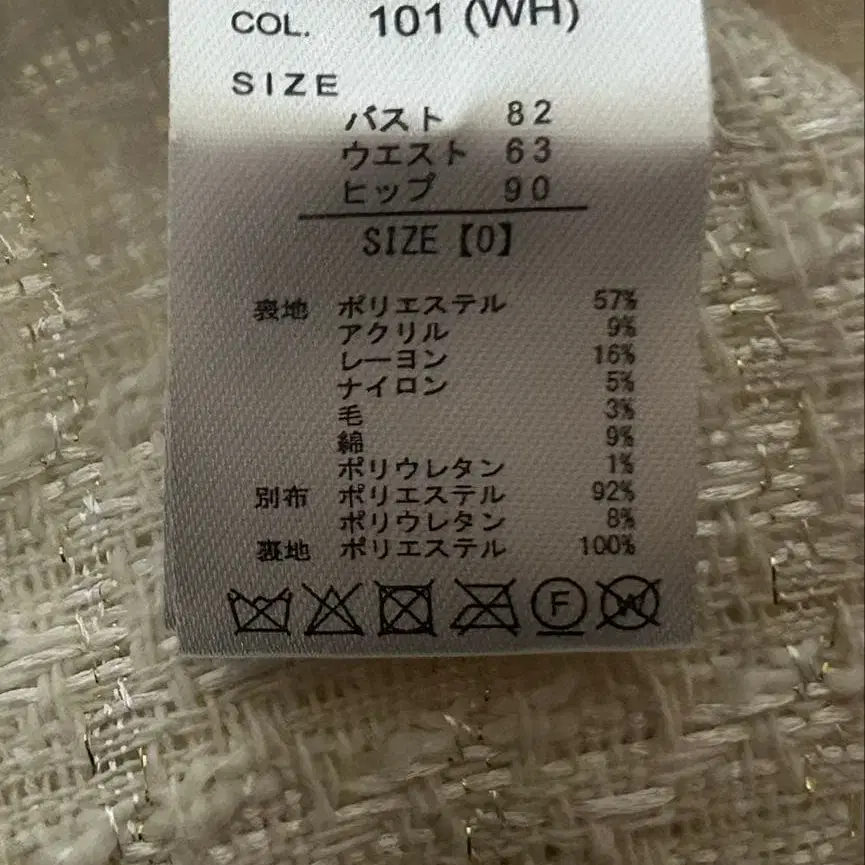 COL. 101 (WH)
SIZE
バスト 82
ウエスト 63
ヒップ 90
SIZE【0】
表地 ポリエステル 57%
アクリル 9%
レーヨン 16%
ナイロン 5%
毛 3%
綿 9%
ポリウレタン 1%
別布 ポリエステル 92%
ポリウレタン 8%
裏地 ポリエステル 100%
F W